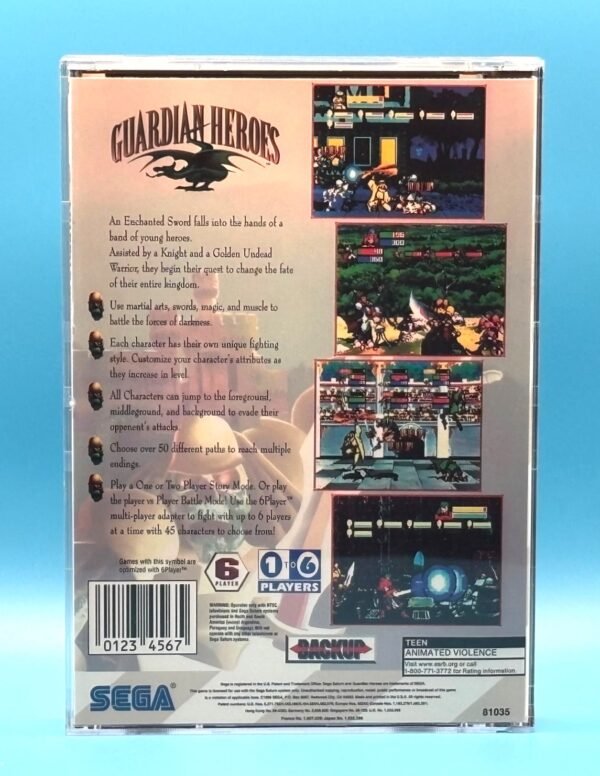 GUARDIAN HEROES
An Enchanted Sword falls into the hands of a
band of young heroes.
Assisted by a Knight and a Golden Undead
Warrior, they begin their quest to change the fate
of their entire kingdom.
Use martial arts, swords, magic, and muscle to
battle the forces of darkness.
Each character has their own unique fighting
style. Customize your character's attributes as
they increase in level.
All Characters can jump to the foreground,
middleground, and background to evade their
opponent's attacks.
Choose over 50 different paths to reach multiple
endings.
Play a One or Two Player Story Mode. Or play
the player vs Player Battle Mode! Use the 6Player™
multi-player adapter to fight with up to 6 players
at a time with 45 characters to choose from!
Games with this symbol are
optimized with 6Player™
6
PLAYER
1 TO 6
PLAYERS
0123 4567
BACKUP
TEEN
ANIMATED VIOLENCE
Visit www.esrb.org or call
1-800-771-3772 for Rating information.
SEGA®
81035